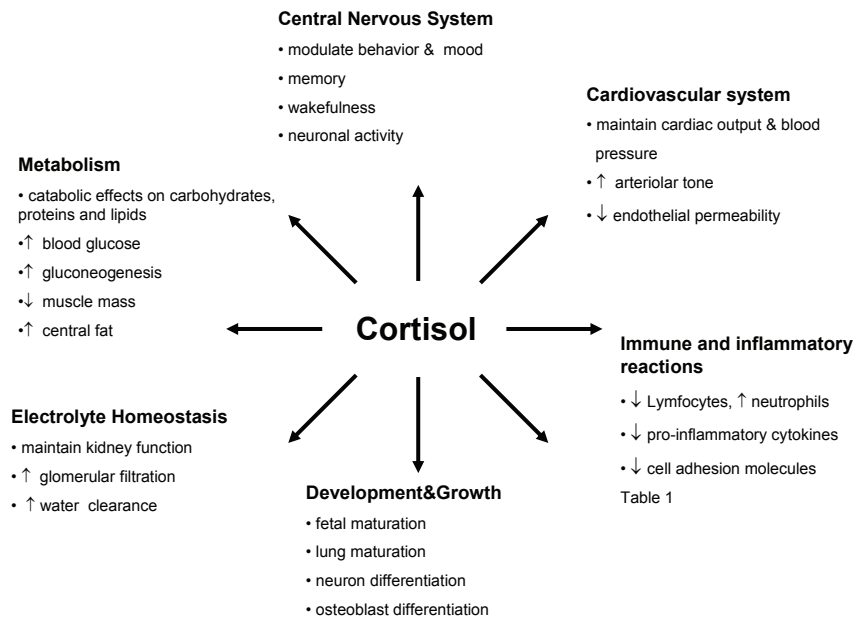 Central Nervous System
• modulate behavior & mood
• memory
• wakefulness
• neuronal activity
Cardiovascular system
• maintain cardiac output & blood
pressure
• ↑ arteriolar tone
• ↓ endothelial permeability
Metabolism
• catabolic effects on carbohydrates,
proteins and lipids
•↑ blood glucose
•↑ gluconeogenesis
•↓ muscle mass
•↑ central fat
Cortisol
Immune and inflammatory
reactions
• ↓ Lymfocytes, ↑ neutrophils
• ↓ pro-inflammatory cytokines
• ↓ cell adhesion molecules
Table 1
Electrolyte Homeostasis
• maintain kidney function
• ↑ glomerular filtration
• ↑ water clearance
Development&Growth
• fetal maturation
• lung maturation
• neuron differentiation
• osteoblast differentiation